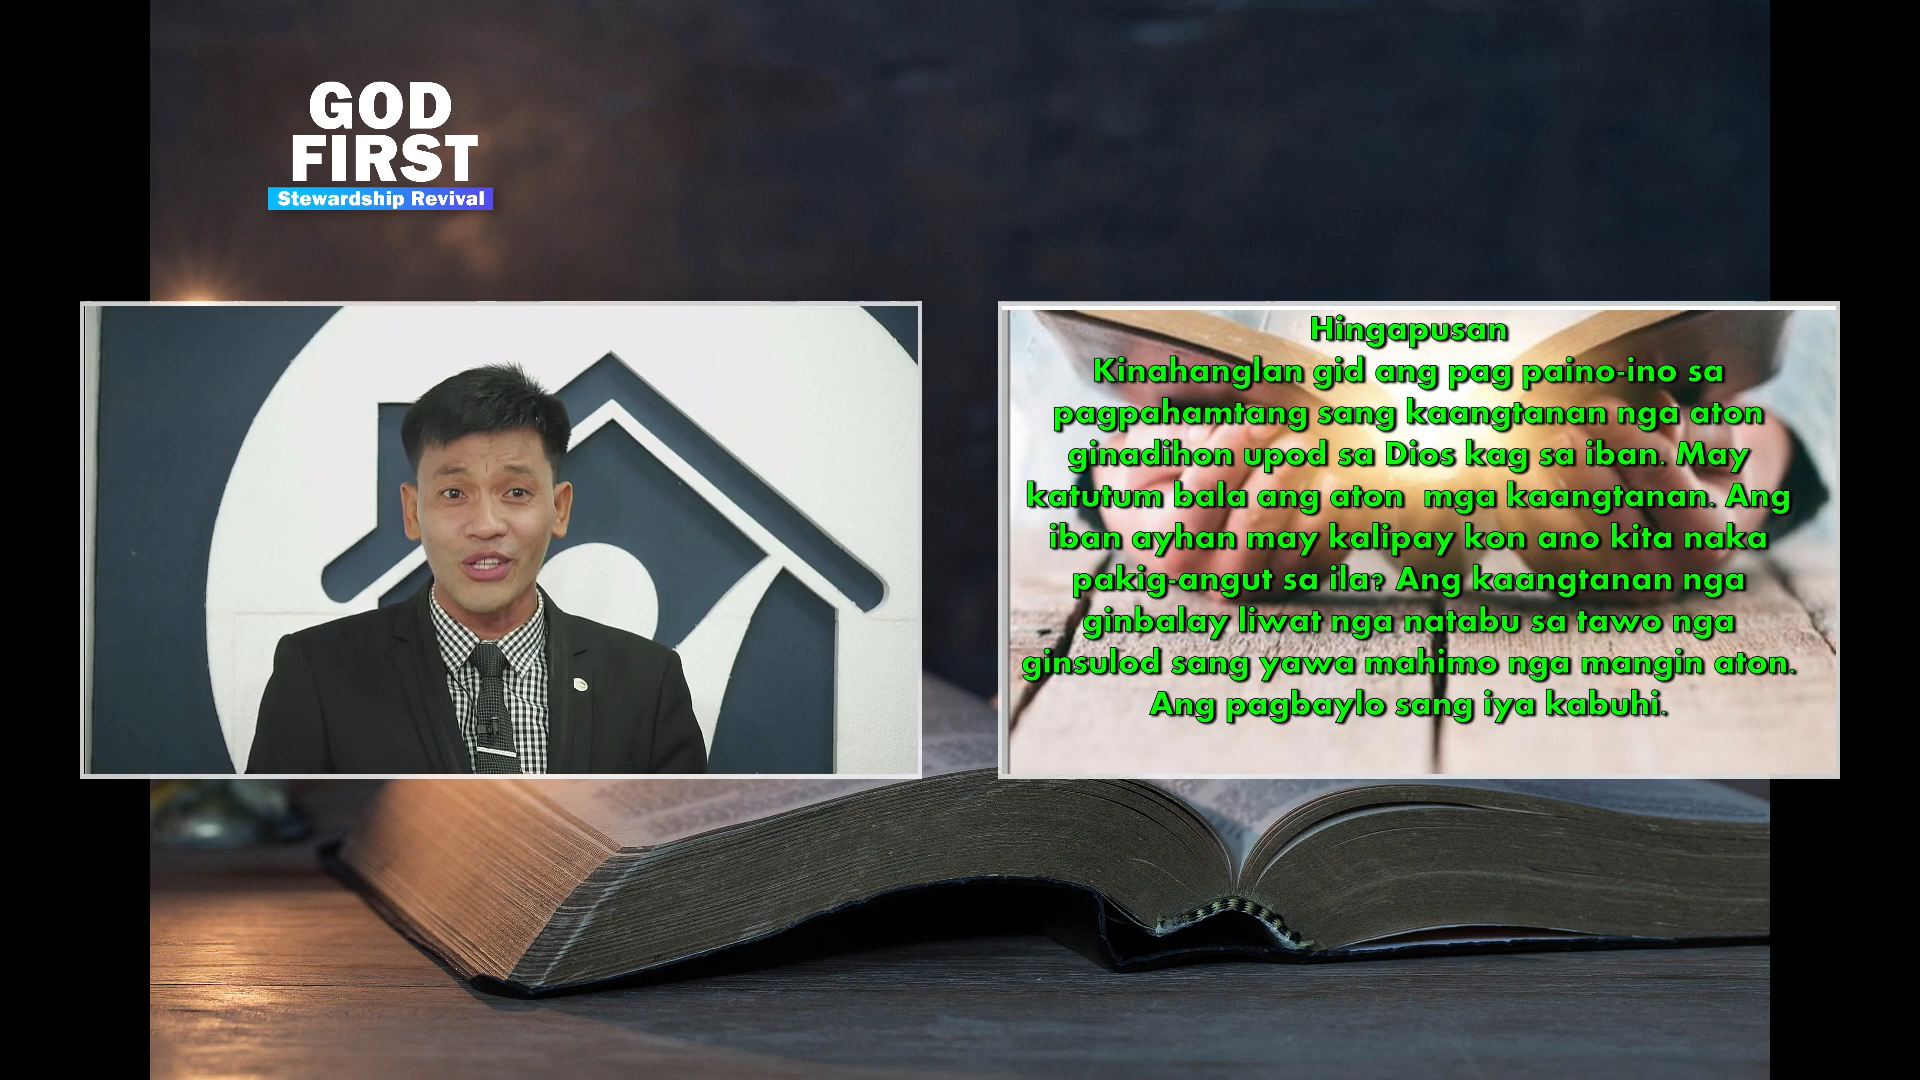 GOD
FIRST
Stewardship Revival
Hingapusan
Kinahanglan gid ang pag paino-ino sa
pagpahamtang sang kaangtanan nga aton
ginadihon upod sa Dios kag sa iban. May
katutum bala ang aton  mga kaangtanan. Ang
iban ayhan may kalipay kon ano kita naka
pakig-angut sa ila? Ang kaangtanan nga
ginbalay liwat nga natabu sa tawo nga
ginsulod sang yawa mahimo nga mangin aton.
Ang pagbaylo sang iya kabuhi.